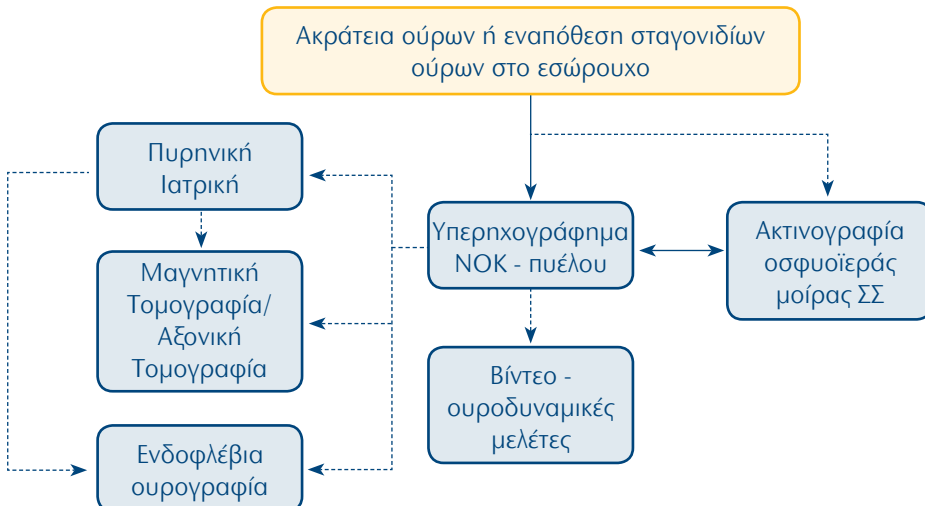 Ακράτεια ούρων ή εναπόθεση σταγονιδίων
ούρων στο εσώρουχο
Πυρηνική
Ιατρική
Υπερηχογράφημα
ΝΟΚ - πυέλου
Ακτινογραφία
οσφυοϊεράς
μοίρας ΣΣ
Μαγνητική
Τομογραφία/
Αξονική
Τομογραφία
Βίντεο -
ουροδυναμικές
μελέτες
Ενδοφλέβια
ουρογραφία